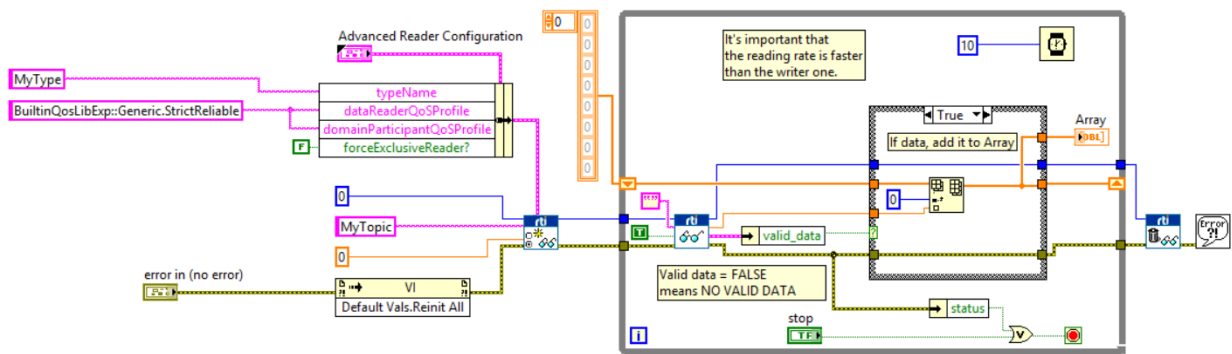 Advanced Reader Configuration
MyType
BuiltinQosLibExp::Generic.StrictReliable
typeName
dataReaderQoSProfile
domainParticipantQoSProfile
forceExclusiveReader?
F
0
MyTopic
0
error in (no error)
VI
Default Vals.Reinit All
rti
0
0
0
0
0
0
0
0
0
It's important that
the reading rate is faster
than the writer one.
10
True
If data, add it to Array
Array
DBL
0
""
T
rti
valid_data
?
Valid data = FALSE
means NO VALID DATA
status
stop
TF
V
i
rti
Error
?!